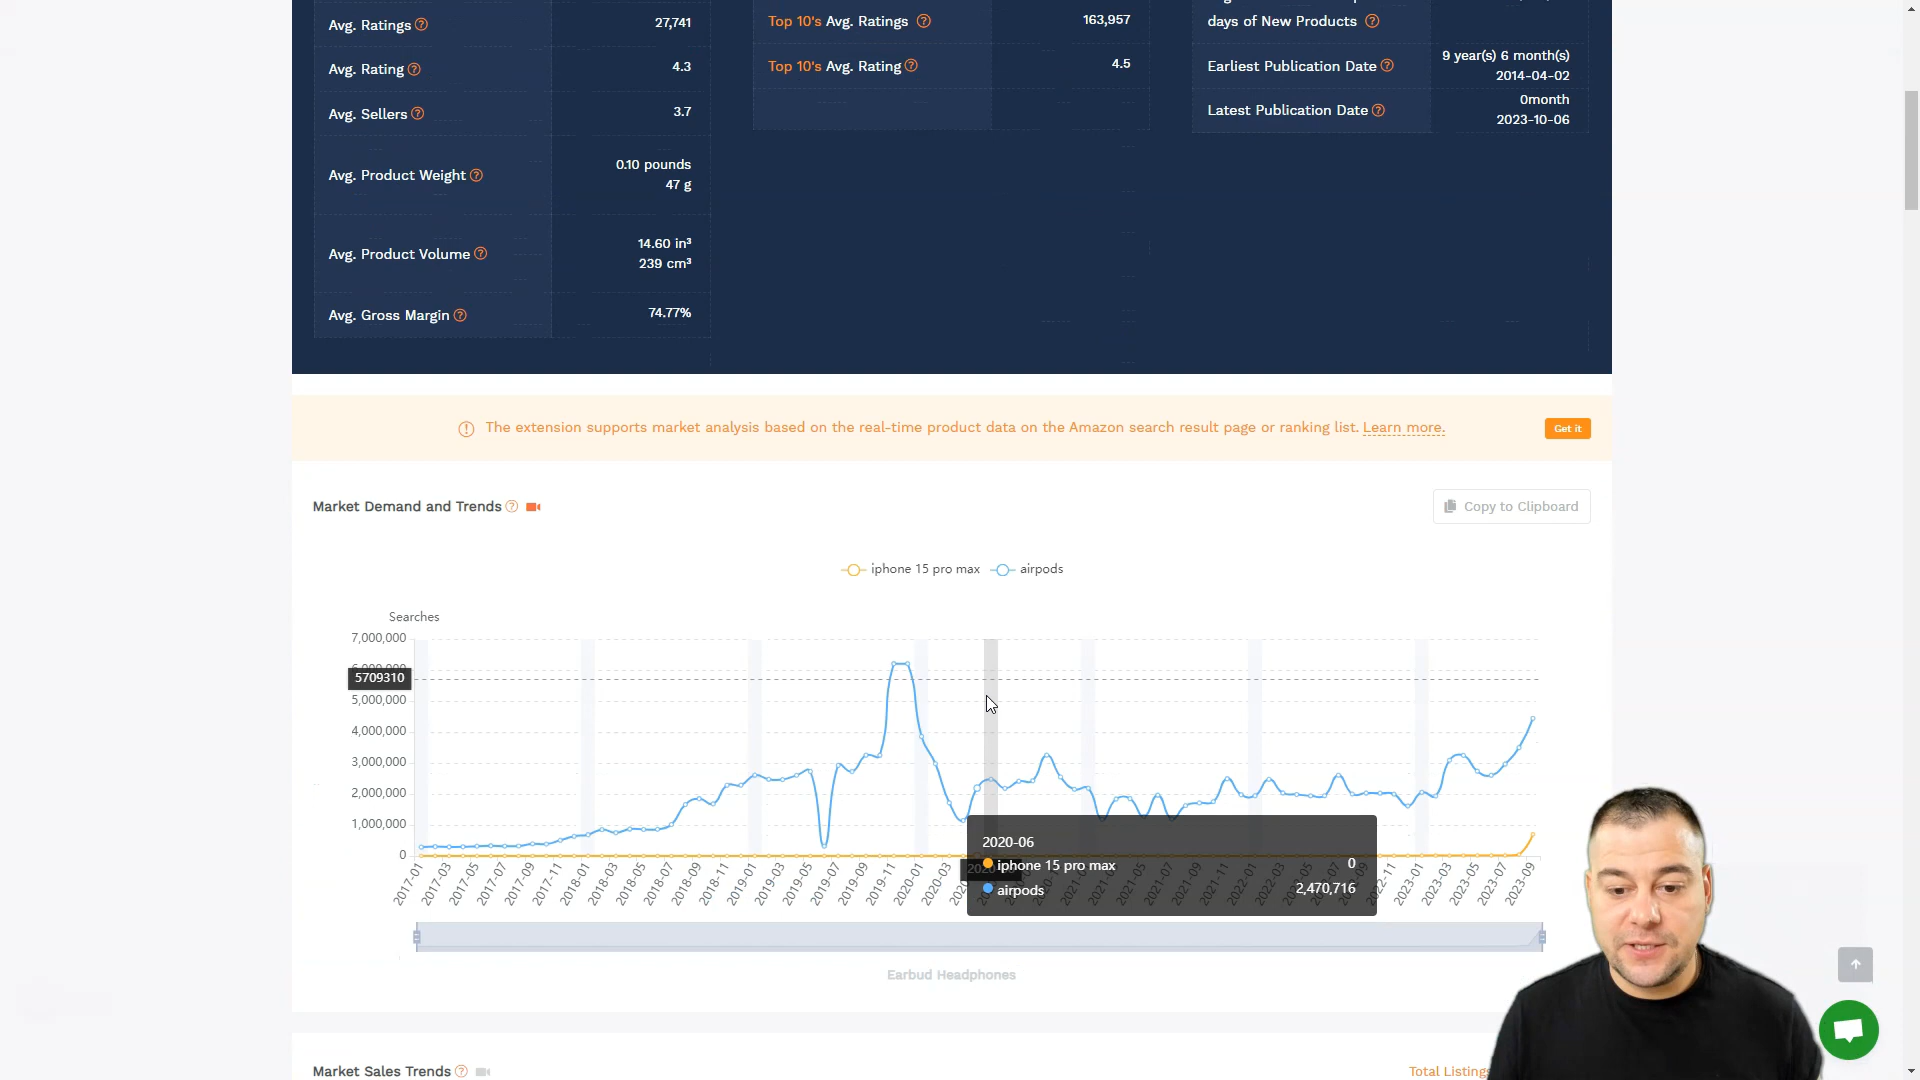 Avg. Ratings 27,741
Avg. Rating 4.3
Avg. Sellers 3.7
Avg. Product Weight 0.10 pounds
47 g
Avg. Product Volume 14.60 in³
239 cm³
Avg. Gross Margin 74.77%
Top 10's Avg. Ratings 163,957
Top 10's Avg. Rating 4.5
days of New Products
Earliest Publication Date 9 year(s) 6 month(s)
2014-04-02
Latest Publication Date 0month
2023-10-06
The extension supports market analysis based on the real-time product data on the Amazon search result page or ranking list. Learn more.
Get it
Market Demand and Trends
Copy to Clipboard
iphone 15 pro max airpods
Searches
7,000,000
6,000,000
5709310
5,000,000
4,000,000
3,000,000
2,000,000
1,000,000
0
2017-01 2017-03 2017-05 2017-07 2017-09 2017-11 2018-01 2018-03 2018-05 2018-07 2018-09 2018-11 2019-01 2019-03 2019-05 2019-07 2019-09 2019-11 2020-01 2020-03 2022-11 2023-01 2023-03 2023-05 2023-07 2023-09
2020-06
iphone 15 pro max 0
airpods 2,470,716
Earbud Headphones
Market Sales Trends
Total Listings